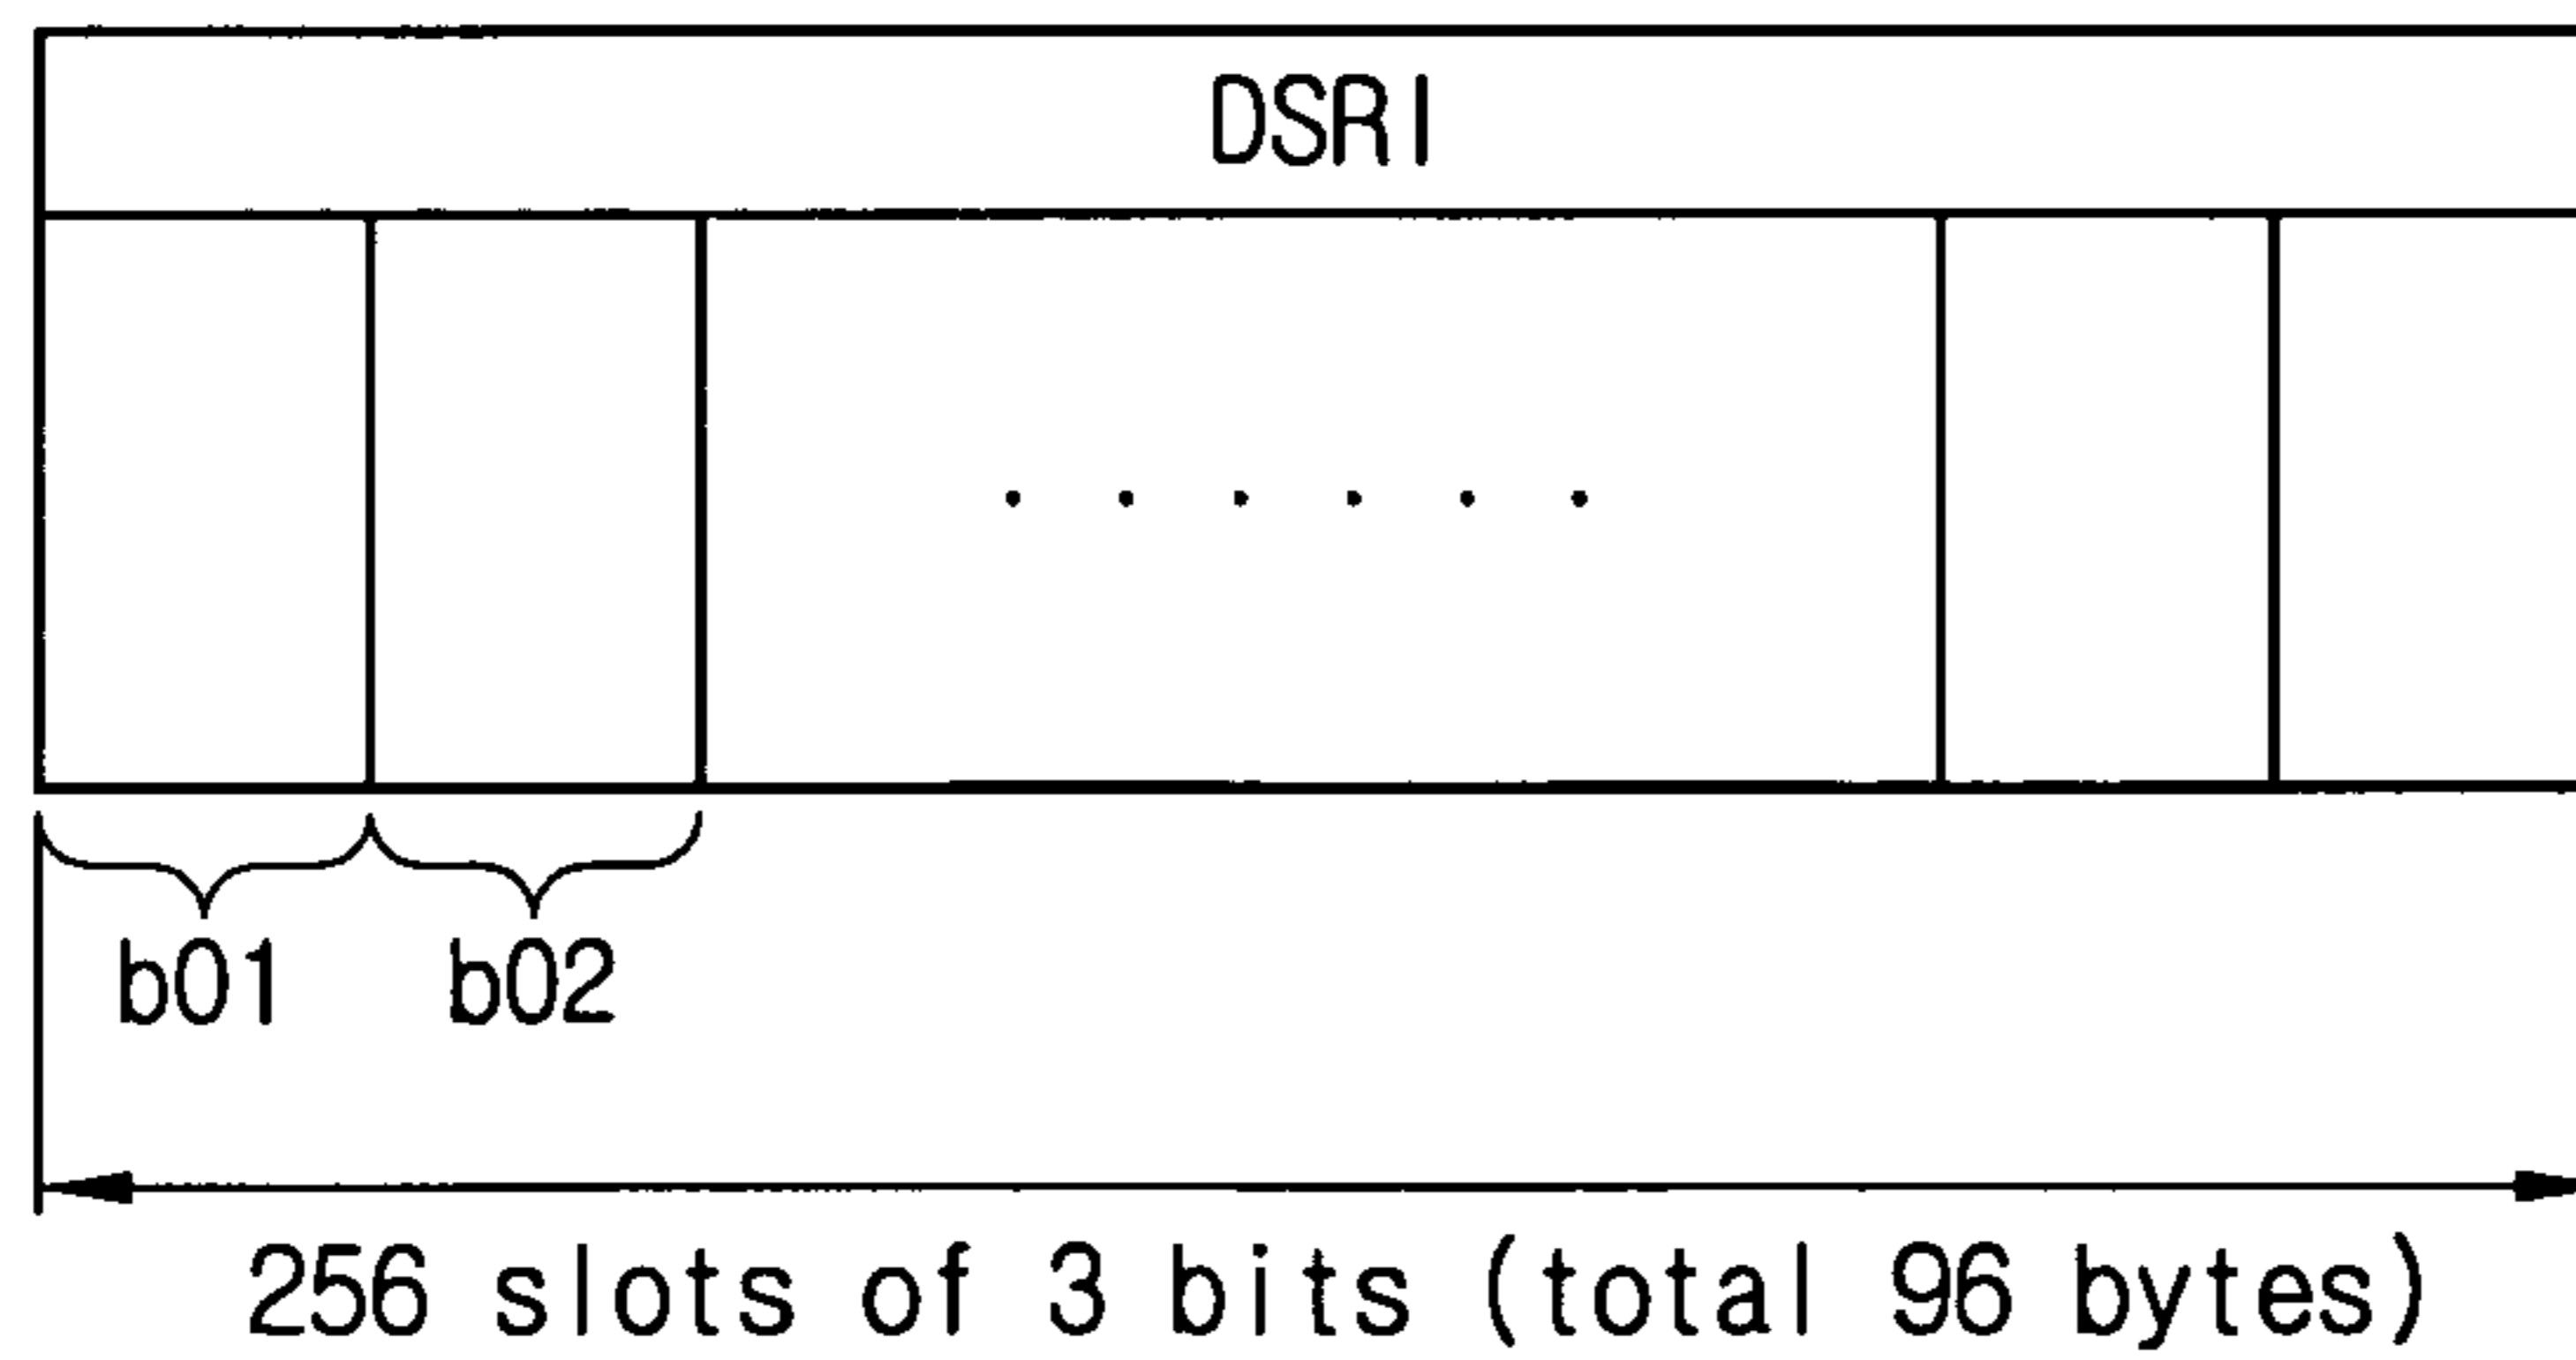 DSRI
. . . . . .
b01 b02
256 slots of 3 bits (total 96 bytes)